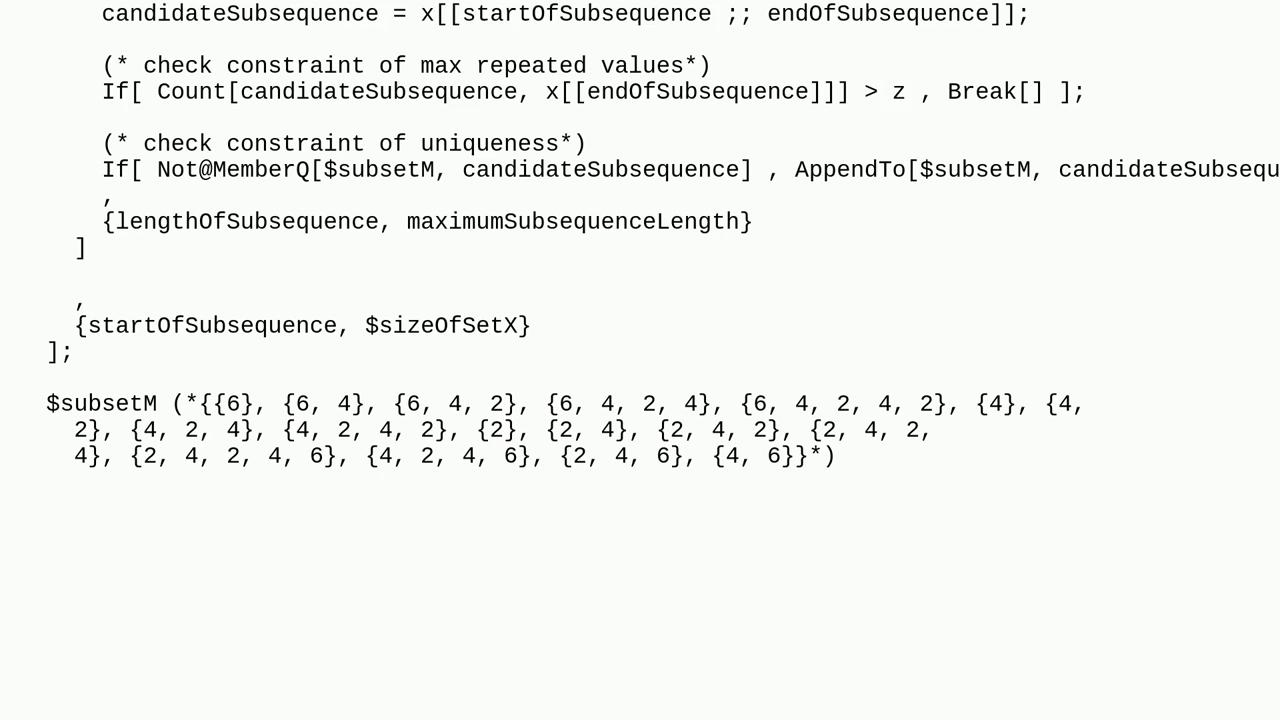 candidateSubsequence = x[[startOfSubsequence ;; endOfSubsequence]];
(* check constraint of max repeated values*)
If[ Count[candidateSubsequence, x[[endOfSubsequence]]] > z , Break[] ];
(* check constraint of uniqueness*)
If[ Not@MemberQ[$subsetM, candidateSubsequence] , AppendTo[$subsetM, candidateSubsequ
,
{lengthOfSubsequence, maximumSubsequenceLength}
]
,
{startOfSubsequence, $sizeOfSetX}
];
$subsetM (*{{6}, {6, 4}, {6, 4, 2}, {6, 4, 2, 4}, {6, 4, 2, 4, 2}, {4}, {4,
2}, {4, 2, 4}, {4, 2, 4, 2}, {2}, {2, 4}, {2, 4, 2}, {2, 4, 2,
4}, {2, 4, 2, 4, 6}, {4, 2, 4, 6}, {2, 4, 6}, {4, 6}}*)